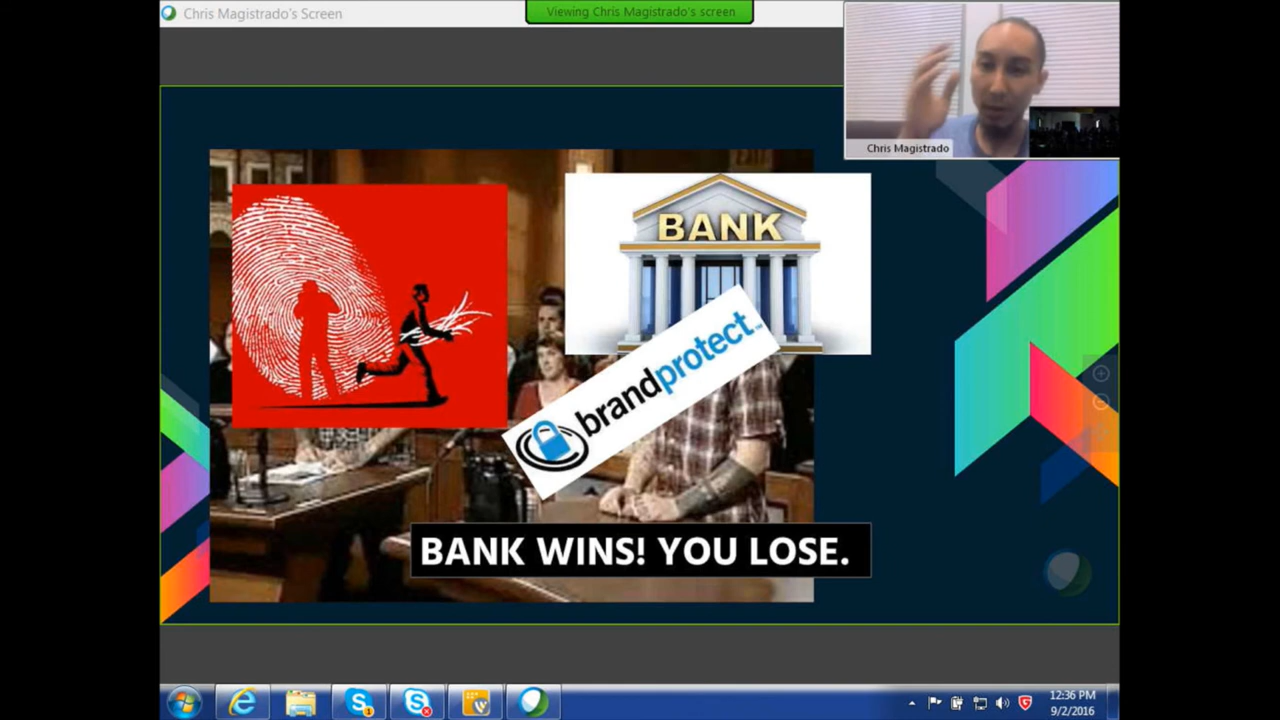 Chris Magistrado's Screen
Viewing Chris Magistrado's screen
Chris Magistrado
BANK
brandprotect™
BANK WINS! YOU LOSE.
12:36 PM
9/2/2016